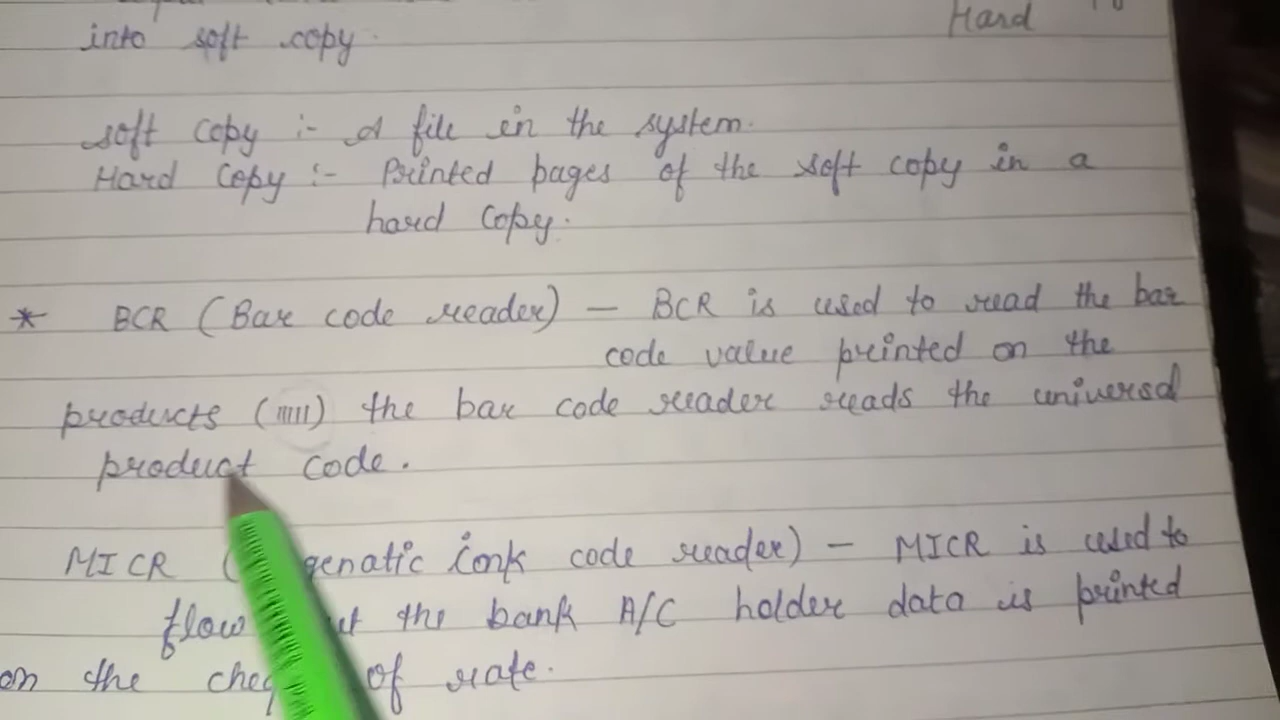 into soft copy.
Hard
soft copy :- A file in the system.
Hard Copy :- Printed pages of the soft copy in a
hard copy.
* BCR (Bar code reader) - BCR is used to read the bar
code value printed on the
products (||||||) the bar code reader reads the universal
product code.
MICR ( genatic ink code reader) - MICR is used to
flow the bank A/C holder data is printed
on the of rate.